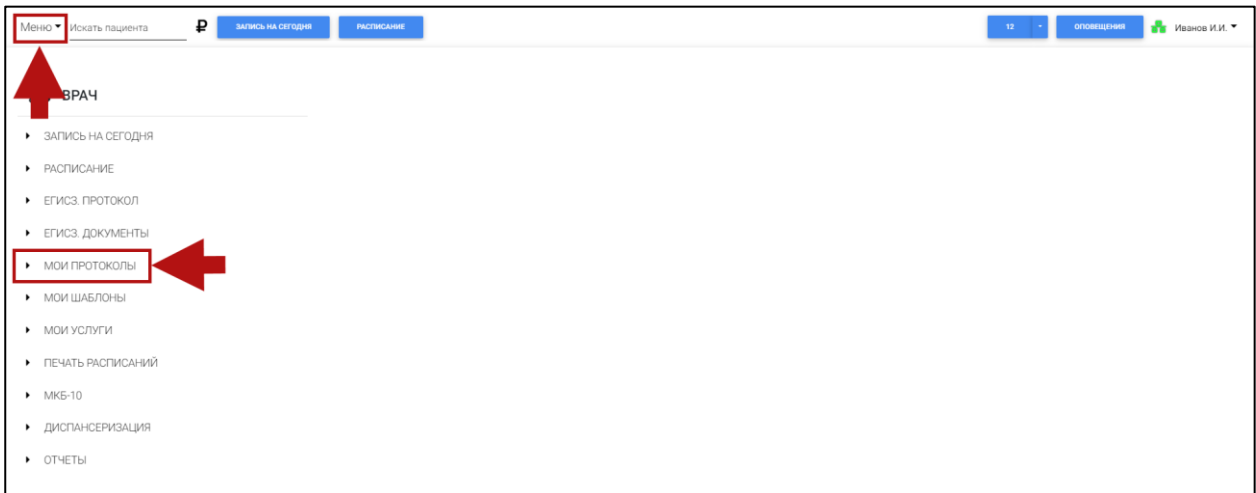 Меню Искать пациента ₽ ЗАПИСЬ НА СЕГОДНЯ РАСПИСАНИЕ 12 ОПОВЕЩЕНИЯ Иванов И.И.
ВРАЧ
ЗАПИСЬ НА СЕГОДНЯ
РАСПИСАНИЕ
ЕГИСЗ. ПРОТОКОЛ
ЕГИСЗ. ДОКУМЕНТЫ
МОИ ПРОТОКОЛЫ
МОИ ШАБЛОНЫ
МОИ УСЛУГИ
ПЕЧАТЬ РАСПИСАНИЙ
МКБ-10
ДИСПАНСЕРИЗАЦИЯ
ОТЧЕТЫ